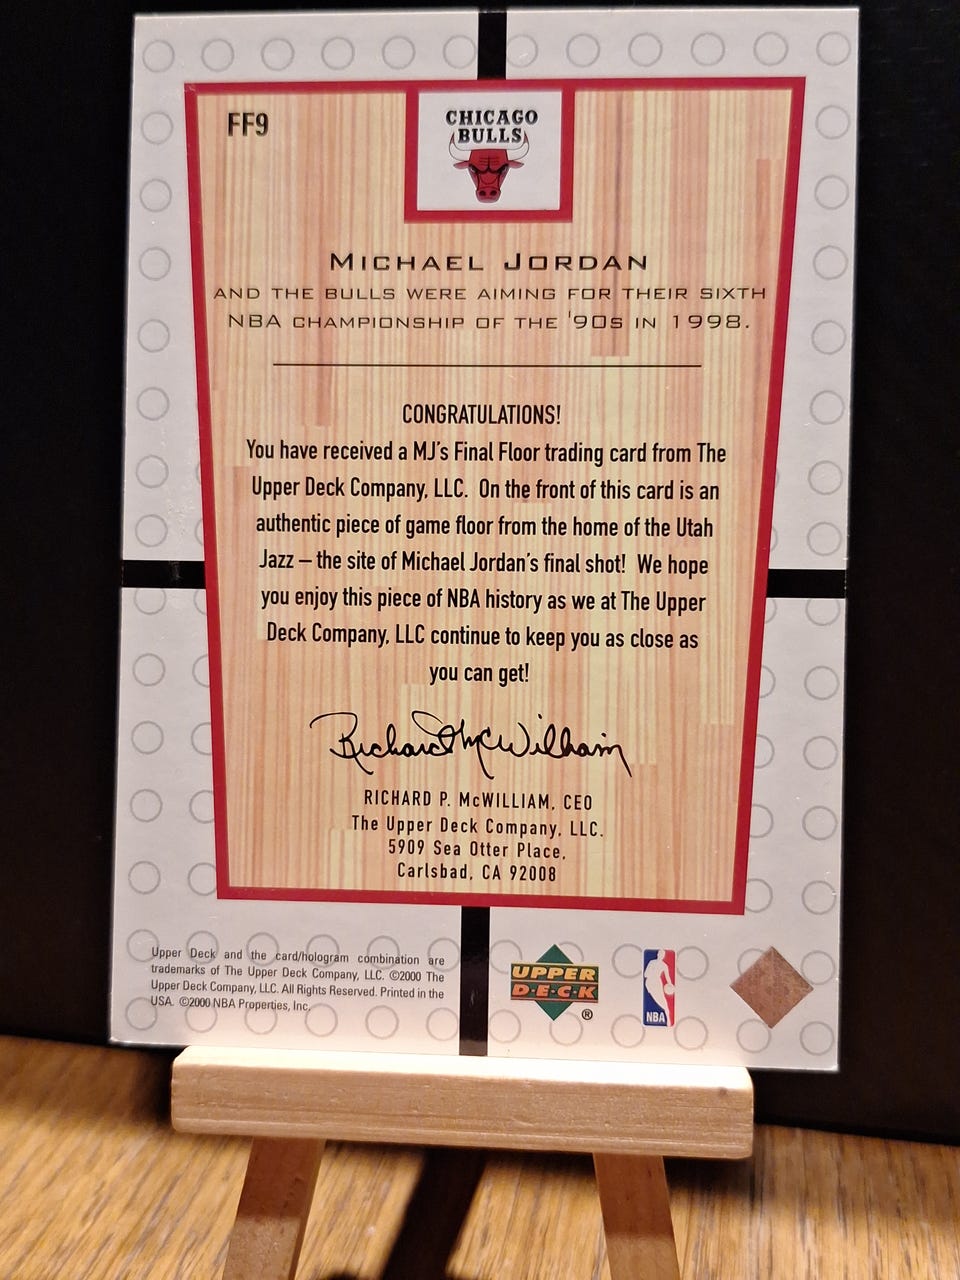 FF9
CHICAGO
BULLS
MICHAEL JORDAN
AND THE BULLS WERE AIMING FOR THEIR SIXTH
NBA CHAMPIONSHIP OF THE '90s IN 1998.
CONGRATULATIONS!
You have received a MJ's Final Floor trading card from The
Upper Deck Company, LLC. On the front of this card is an
authentic piece of game floor from the home of the Utah
Jazz – the site of Michael Jordan's final shot! We hope
you enjoy this piece of NBA history as we at The Upper
Deck Company, LLC continue to keep you as close as
you can get!
Richard McWilliam
RICHARD P. McWILLIAM, CEO
The Upper Deck Company, LLC.
5909 Sea Otter Place,
Carlsbad, CA 92008
Upper Deck and the card/hologram combination are
trademarks of The Upper Deck Company, LLC. ©2000 The
Upper Deck Company, LLC. All Rights Reserved. Printed in the
USA. ©2000 NBA Properties, Inc.
UPPER
D·E·C·K
®
NBA